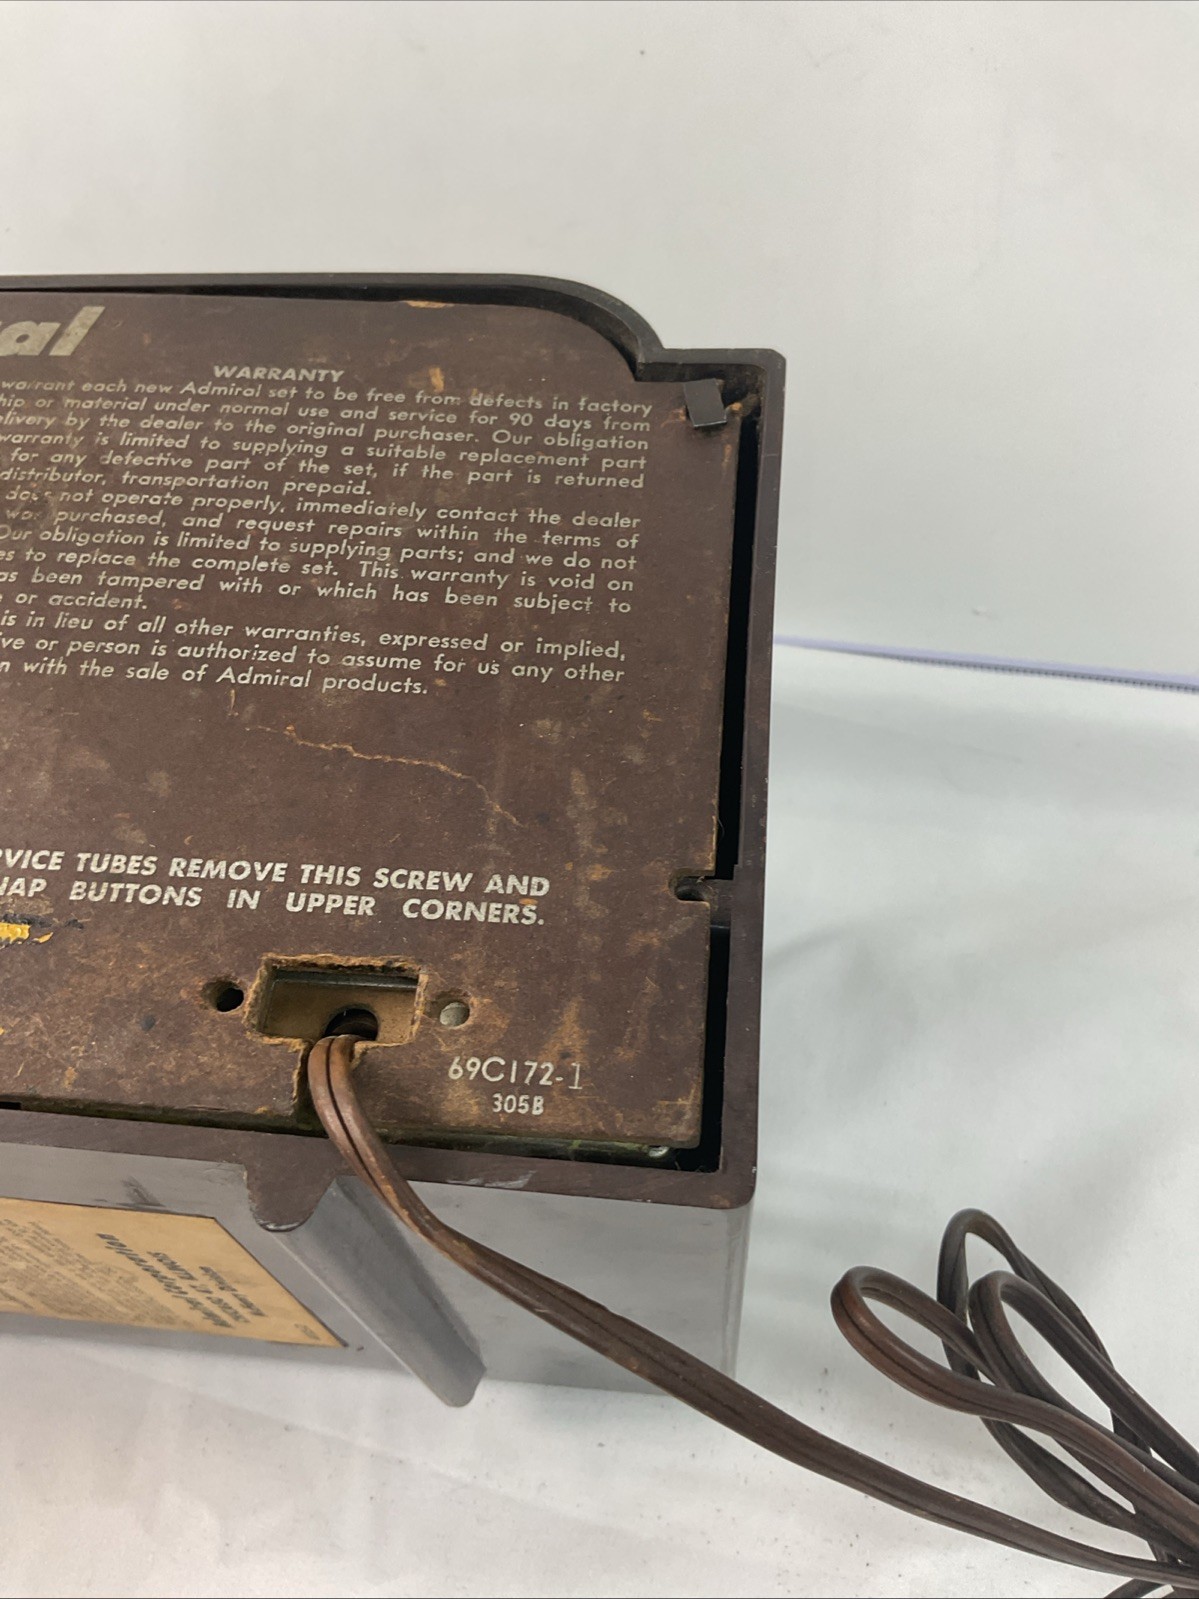 al
WARRANTY
warrant each new Admiral set to be free from defects in factory
hip or material under normal use and service for 90 days from
livery by the dealer to the original purchaser. Our obligation
warranty is limited to supplying a suitable replacement part
for any defective part of the set, if the part is returned
distributor, transportation prepaid.
does not operate properly, immediately contact the dealer
was purchased, and request repairs within the terms of
Our obligation is limited to supplying parts; and we do not
es to replace the complete set. This warranty is void on
as been tampered with or which has been subject to
e or accident.
is in lieu of all other warranties, expressed or implied,
ive or person is authorized to assume for us any other
n with the sale of Admiral products.
RVICE TUBES REMOVE THIS SCREW AND
NAP BUTTONS IN UPPER CORNERS.
69C172-1
305B
Admiral Corporation
CHICAGO 47, ILLINOIS